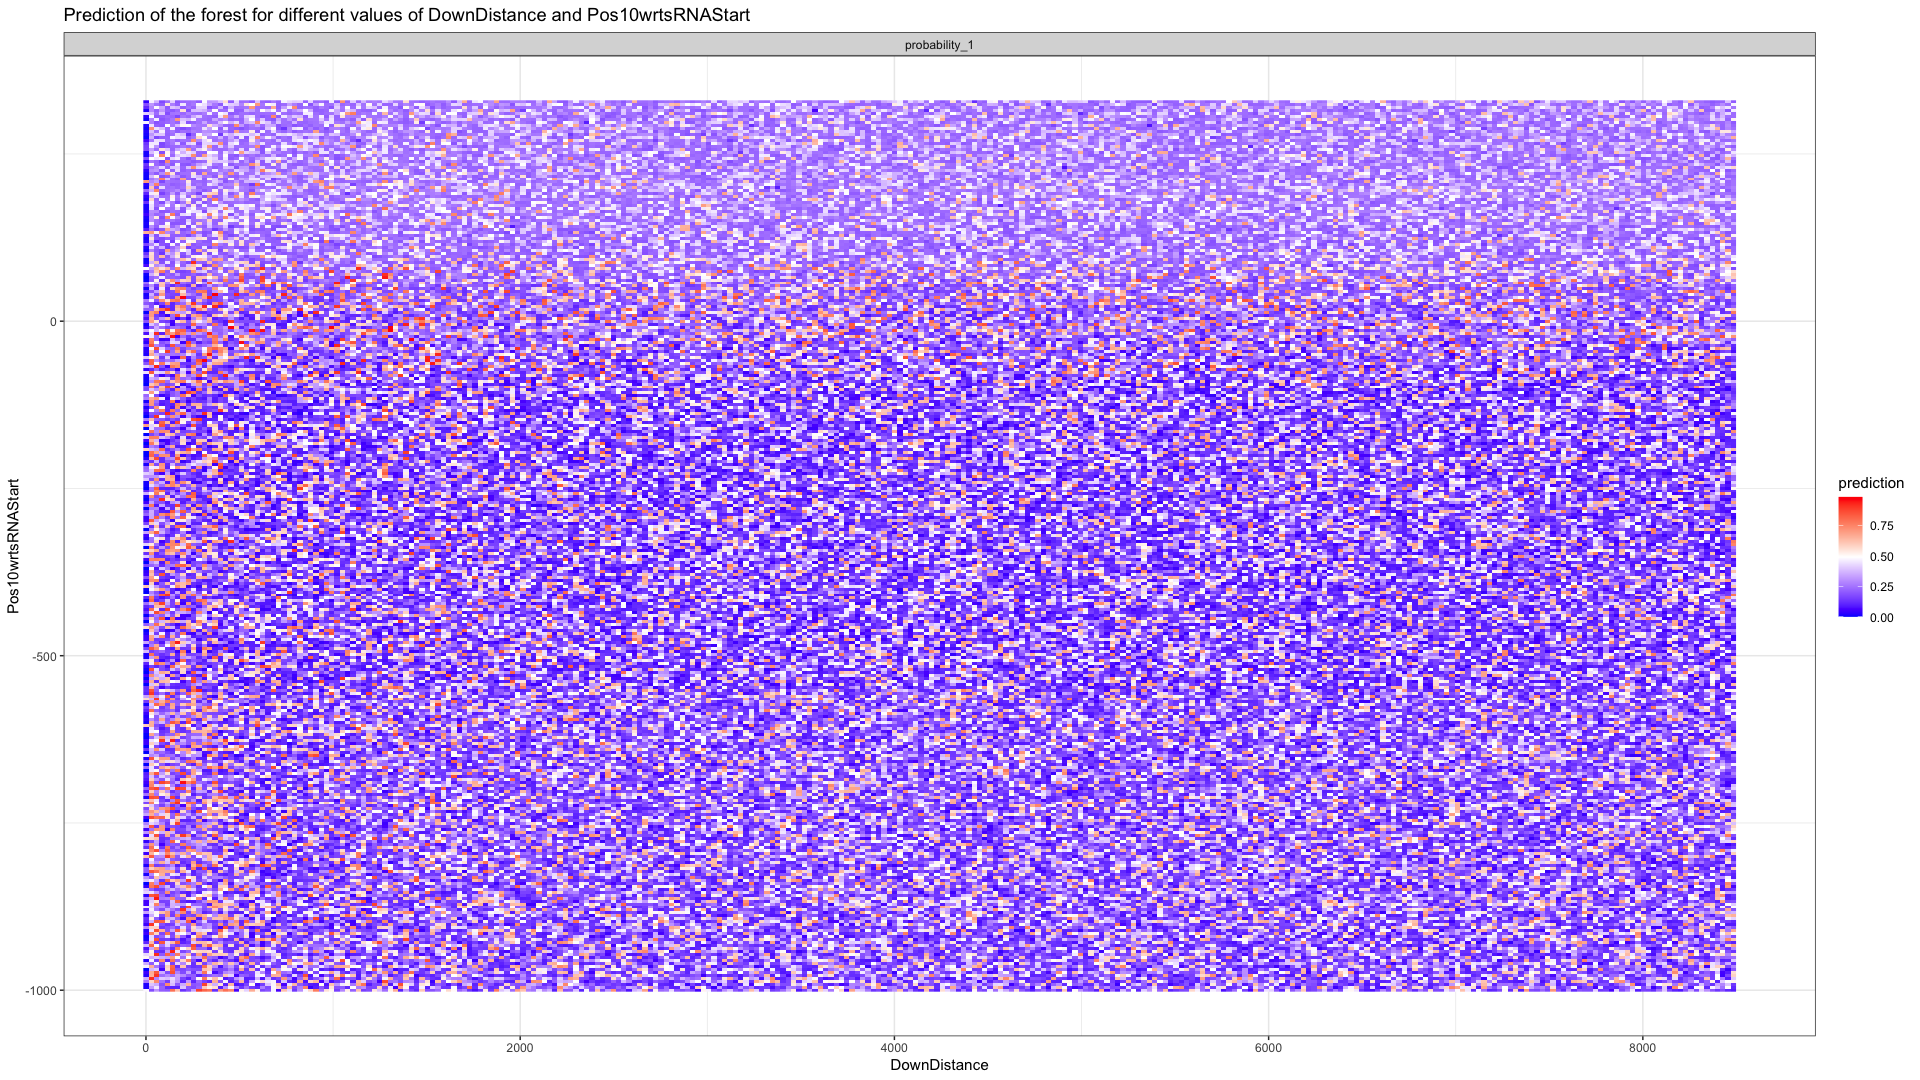 Prediction of the forest for different values of DownDistance and Pos10wrtsRNAStart
probability_1
Pos10wrtsRNAStart
0
-500
-1000
0
2000
4000
6000
8000
DownDistance
prediction
0.75
0.50
0.25
0.00